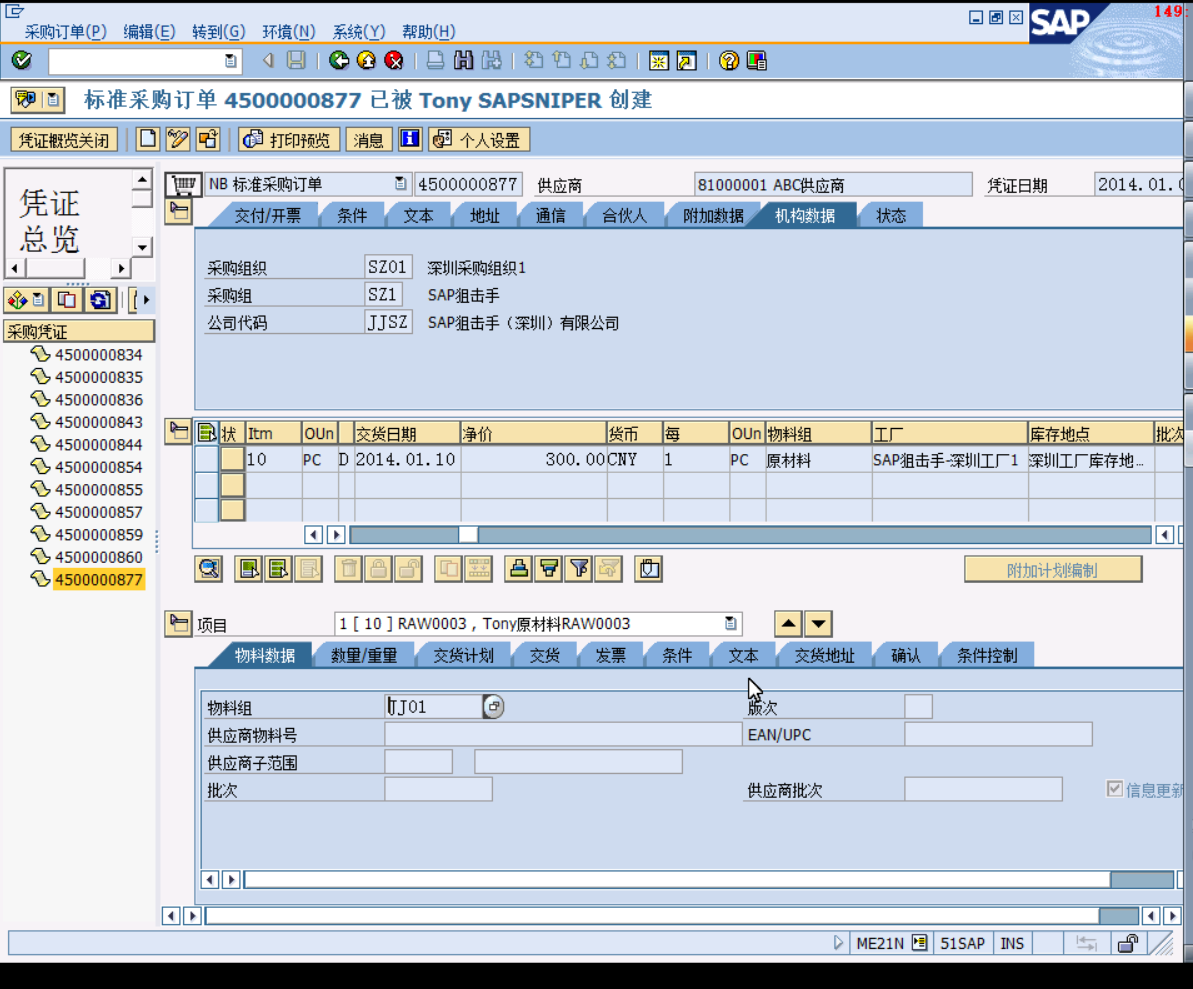 149:
采购订单(P) 编辑(E) 转到(G) 环境(N) 系统(Y) 帮助(H)
SAP
标准采购订单 4500000877 已被 Tony SAPSNIPER 创建
凭证概览关闭 打印预览 消息 个人设置
凭证
总览
NB 标准采购订单 4500000877 供应商 81000001 ABC供应商 凭证日期 2014.01.
交付/开票 条件 文本 地址 通信 合伙人 附加数据 机构数据 状态
采购组织 SZ01 深圳采购组织1
采购组 SZ1 SAP狙击手
公司代码 JJSZ SAP狙击手（深圳）有限公司
采购凭证
4500000834
4500000835
4500000836
4500000843
4500000844
4500000854
4500000855
4500000857
4500000859
4500000860
4500000877
状 Itm OUn 交货日期 净价 货币 每 OUn 物料组 工厂 库存地点 批次
10 PC D 2014.01.10 300.00 CNY 1 PC 原材料 SAP狙击手-深圳工厂1 深圳工厂库存地...
附加计划编制
项目 1 [ 10 ] RAW0003 , Tony原材料RAW0003
物料数据 数量/重量 交货计划 交货 发票 条件 文本 交货地址 确认 条件控制
物料组 JJ01 版次
供应商物料号 EAN/UPC
供应商子范围
批次 供应商批次 信息更新
ME21N 51SAP INS